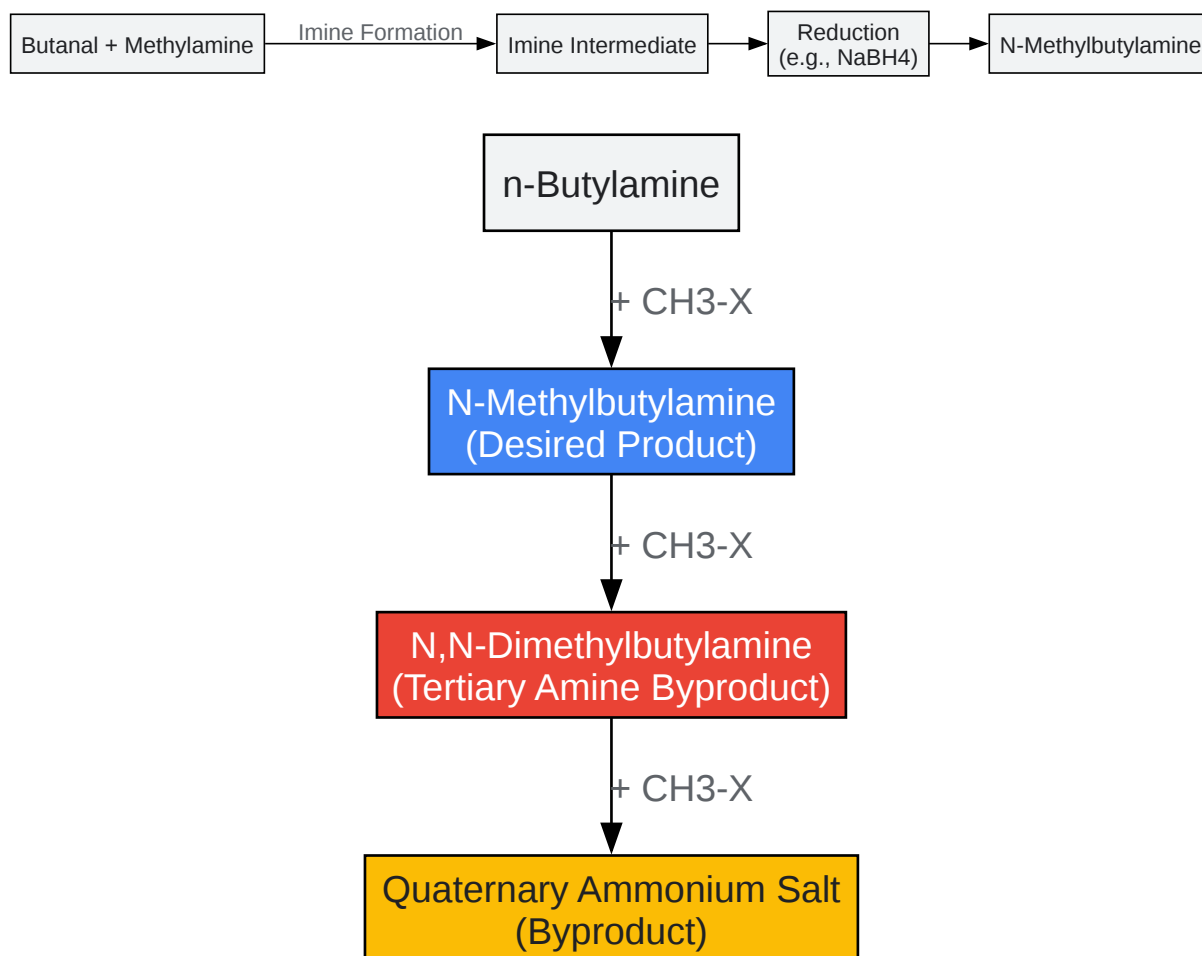 Butanal + Methylamine
Imine Formation
Imine Intermediate
Reduction
(e.g., NaBH4)
N-Methylbutylamine
n-Butylamine
+ CH3-X
N-Methylbutylamine
(Desired Product)
+ CH3-X
N,N-Dimethylbutylamine
(Tertiary Amine Byproduct)
+ CH3-X
Quaternary Ammonium Salt
(Byproduct)